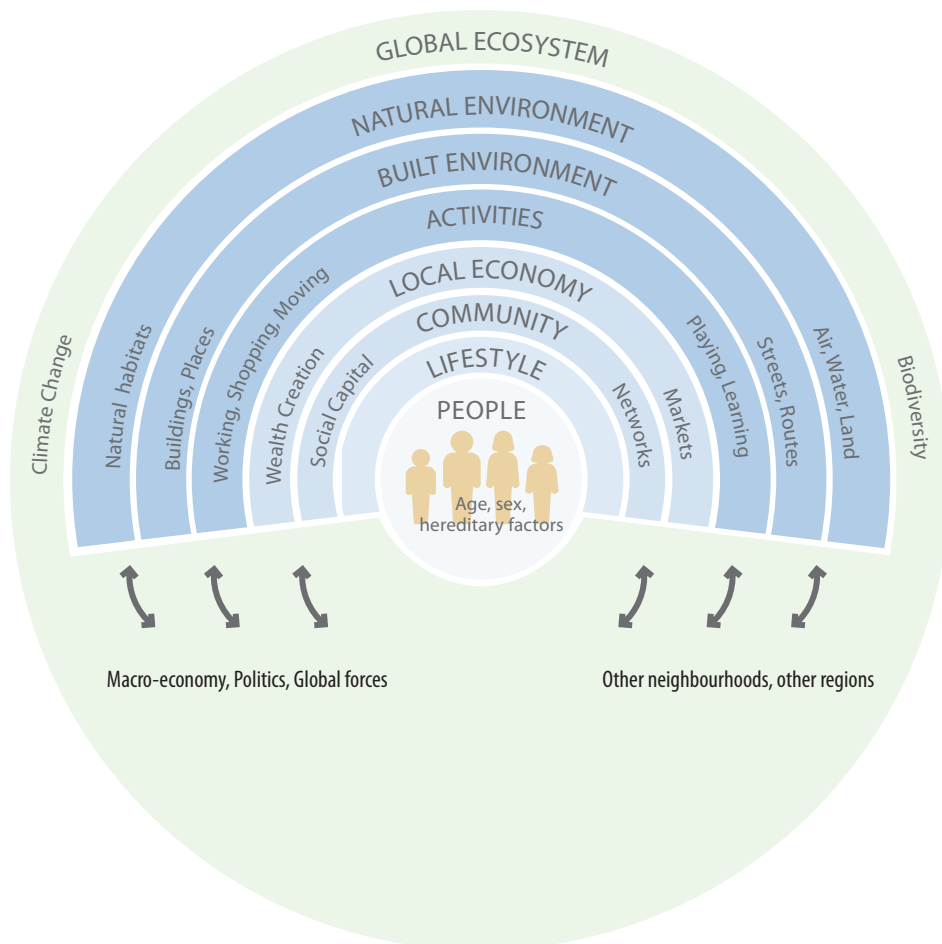 GLOBAL ECOSYSTEM
NATURAL ENVIRONMENT
BUILT ENVIRONMENT
ACTIVITIES
LOCAL ECONOMY
COMMUNITY
LIFESTYLE
PEOPLE
Age, sex,
hereditary factors
Climate Change
Natural habitats
Buildings, Places
Working, Shopping, Moving
Wealth Creation
Social Capital
Networks
Markets
Playing, Learning
Streets, Routes
Air, Water, Land
Biodiversity
Macro-economy, Politics, Global forces
Other neighbourhoods, other regions